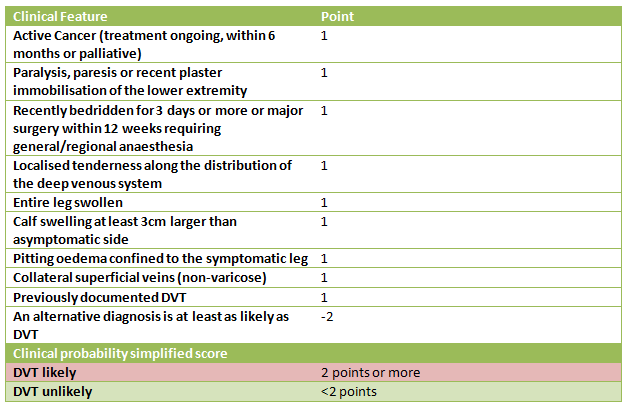 Clinical Feature Point
Active Cancer (treatment ongoing, within 6 1
months or palliative)
Paralysis, paresis or recent plaster 1
immobilisation of the lower extremity
Recently bedridden for 3 days or more or major 1
surgery within 12 weeks requiring
general/regional anaesthesia
Localised tenderness along the distribution of 1
the deep venous system
Entire leg swollen 1
Calf swelling at least 3cm larger than 1
asymptomatic side
Pitting oedema confined to the symptomatic leg 1
Collateral superficial veins (non-varicose) 1
Previously documented DVT 1
An alternative diagnosis is at least as likely as -2
DVT
Clinical probability simplified score
DVT likely 2 points or more
DVT unlikely <2 points